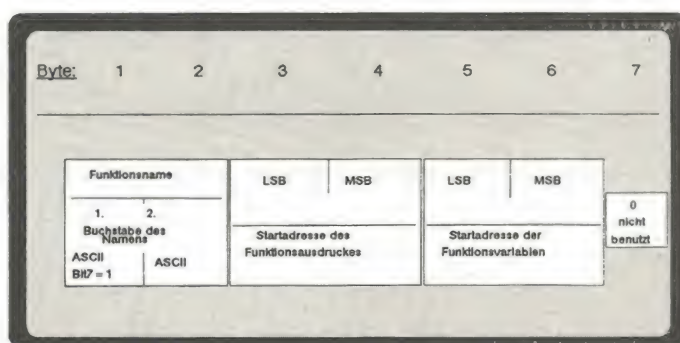 Byte: 1 2 3 4 5 6 7
Funktionsname
1. 2.
Buchstabe des
Namens
ASCII
Bit7 = 1
ASCII
LSB MSB
Startadresse des
Funktionsausdruckes
LSB MSB
Startadresse der
Funktionsvariablen
0
nicht
benutzt